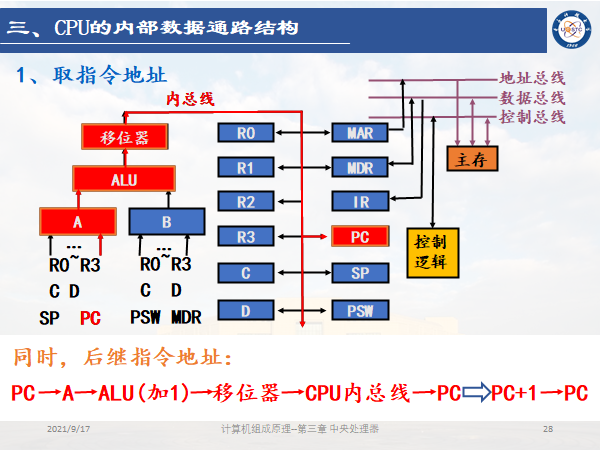 三、CPU的内部数据通路结构
1、取指令地址
内总线
地址总线
数据总线
控制总线
移位器
R0
MAR
主存
ALU
R1
MDR
R2
IR
A
B
R3
PC
控制
逻辑
… …
R0~R3 R0~R3
C
SP
C D C D
D
PSW
SP PC PSW MDR
同时，后继指令地址：
PC→A→ALU(加1)→移位器→CPU内总线→PC⇨PC+1→PC
2021/9/17
计算机组成原理--第三章 中央处理器
28